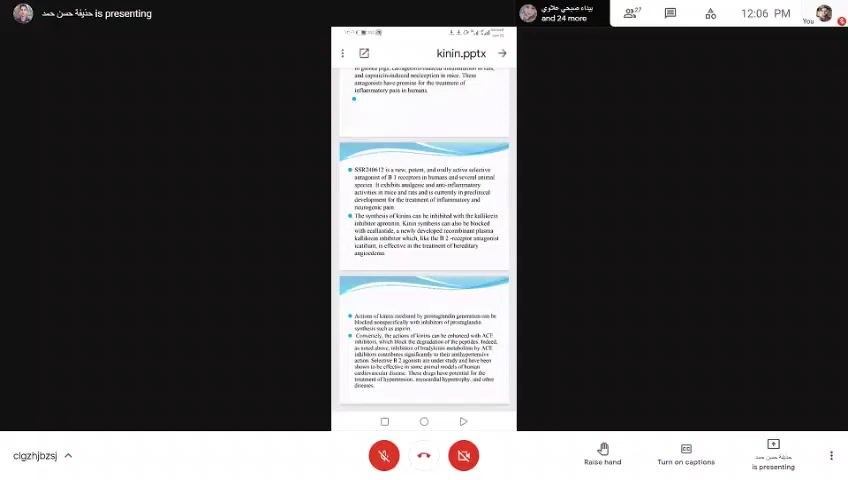 حذيفة حسن حمد is presenting
بيداء صبحي علاوي
and 24 more
27
12:06 PM
You
kinin.pptx
and capsaicin-induced nociception in mice. These
antagonists have promise for the treatment of
inflammatory pain in humans.
SSR240612 is a new, potent, and orally active selective
antagonist of B 1 receptors in humans and several animal
species. It exhibits analgesic and anti-inflammatory
activities in mice and rats and is currently in preclinical
development for the treatment of inflammatory and
neurogenic pain.
The synthesis of kinins can be inhibited with the kallikrein
inhibitor aprotinin. Kinin synthesis can also be blocked
with ecallantide, a newly developed recombinant plasma
kallikrein inhibitor which, like the B 2 -receptor antagonist
icatibant, is effective in the treatment of hereditary
angioedema.
Actions of kinins mediated by prostaglandin generation can be
blocked nonspecifically with inhibitors of prostaglandin
synthesis such as aspirin.
Conversely, the actions of kinins can be enhanced with ACE
inhibitors, which block the degradation of the peptides. Indeed,
as noted above, inhibition of bradykinin metabolism by ACE
inhibitors contributes significantly to their antihypertensive
action. Selective B 2 agonists are under study and have been
shown to be effective in some animal models of human
cardiovascular disease. These drugs have potential for the
treatment of hypertension, myocardial hypertrophy, and other
diseases.
clgzhjbzsj
Raise hand
Turn on captions
حذيفة حسن حمد
is presenting